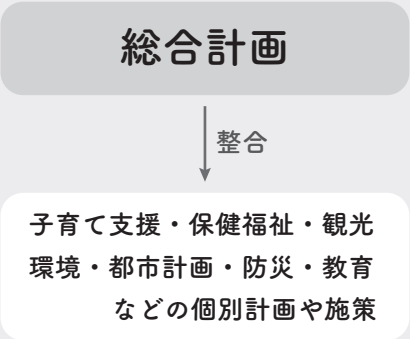 総合計画
整合
子育て支援・保健福祉・観光
環境・都市計画・防災・教育
などの個別計画や施策